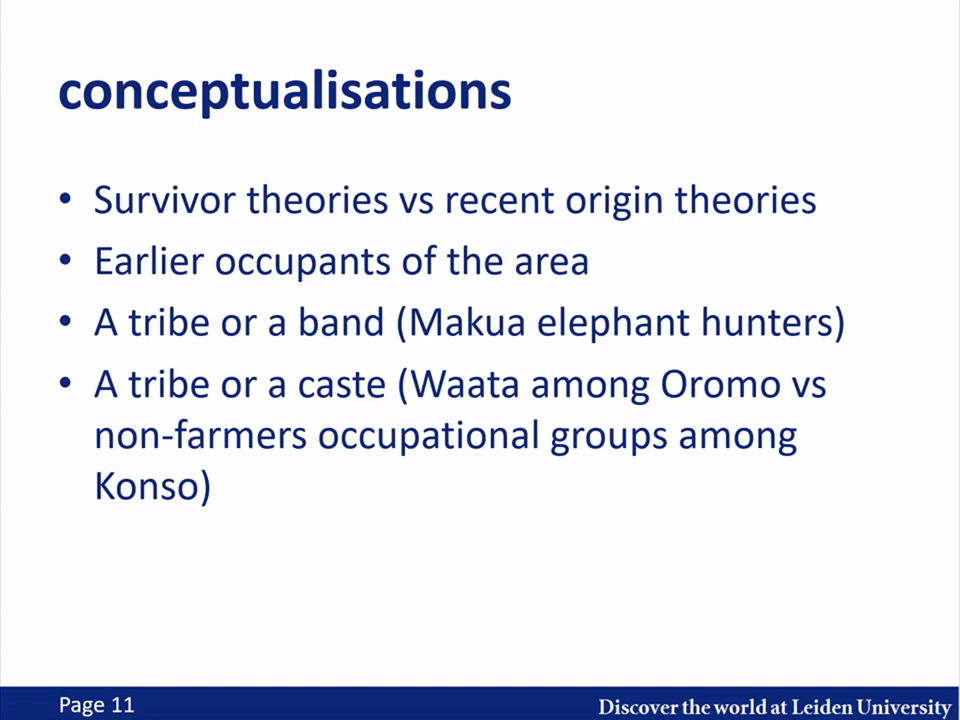 conceptualisations
• Survivor theories vs recent origin theories
• Earlier occupants of the area
• A tribe or a band (Makua elephant hunters)
• A tribe or a caste (Waata among Oromo vs
non-farmers occupational groups among
Konso)
Page 11
Discover the world at Leiden University